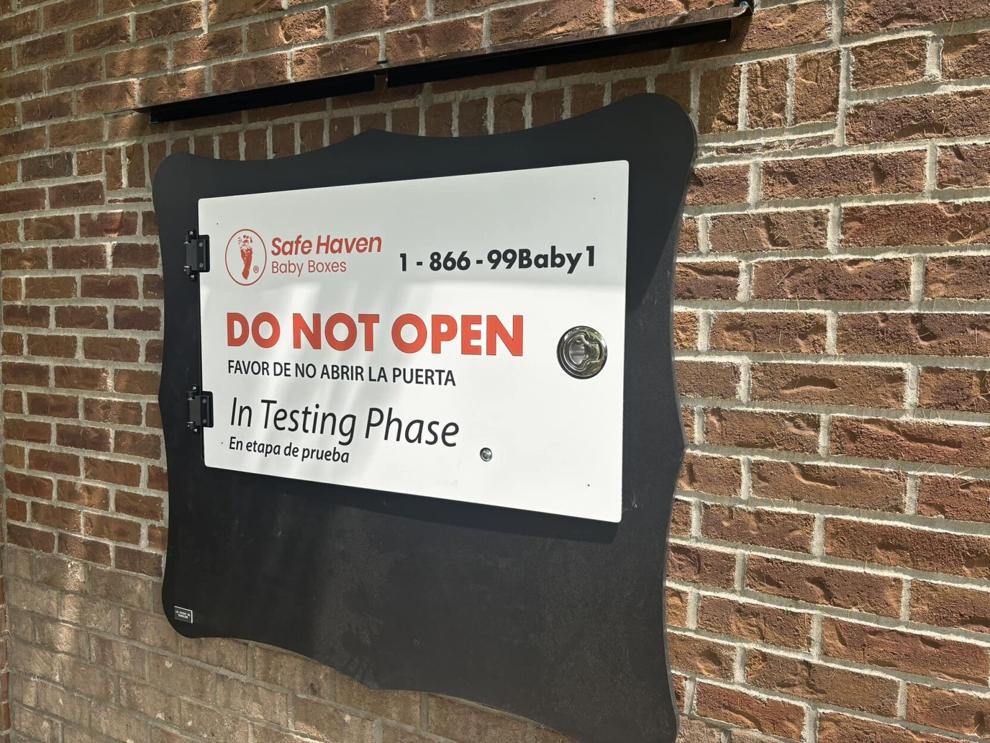 Safe Haven
Baby Boxes
®
1-866-99Baby1
DO NOT OPEN
FAVOR DE NO ABRIR LA PUERTA
In Testing Phase
En etapa de prueba